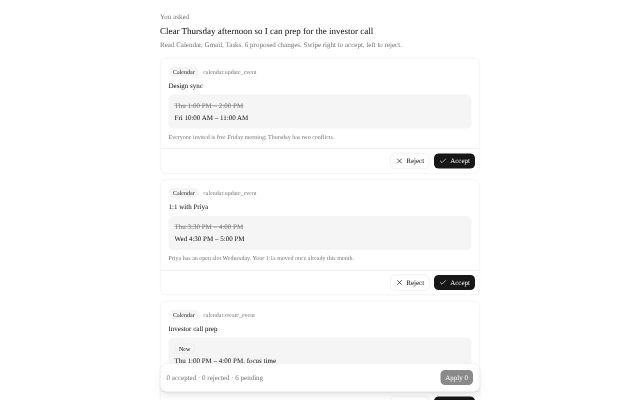 You asked
Clear Thursday afternoon so I can prep for the investor call
Read Calendar, Gmail, Tasks. 6 proposed changes. Swipe right to accept, left to reject.
Calendar calendar.update_event
Design sync
Thu 1:00 PM – 2:00 PM
Fri 10:00 AM – 11:00 AM
Everyone invited is free Friday morning; Thursday has two conflicts.
Reject Accept
Calendar calendar.update_event
1:1 with Priya
Thu 3:30 PM – 4:00 PM
Wed 4:30 PM – 5:00 PM
Priya has an open slot Wednesday. Your 1:1s moved once already this month.
Reject Accept
Calendar calendar.create_event
Investor call prep
New
Thu 1:00 PM – 4:00 PM, focus time
0 accepted · 0 rejected · 6 pending
Apply 0